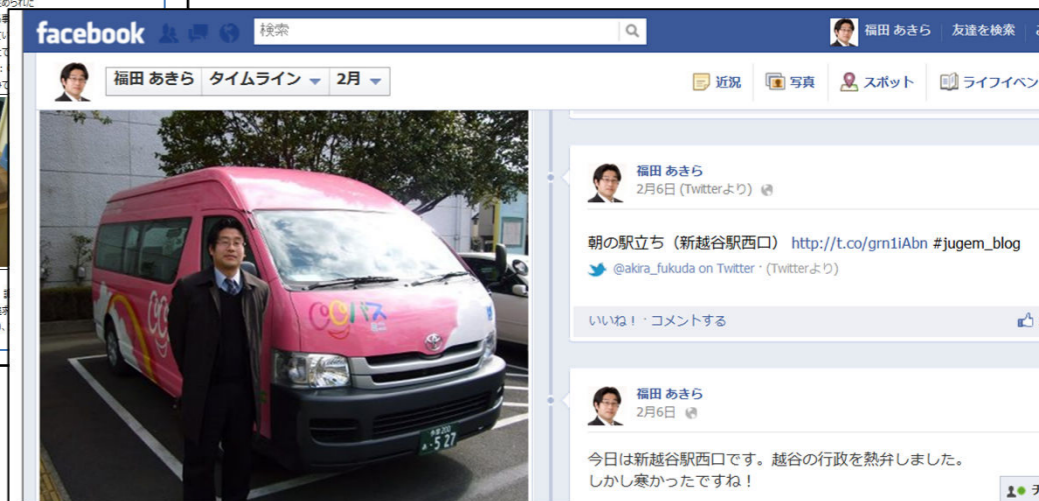 facebook
検索
福田 あきら
友達を検索
福田 あきら タイムライン 2月
近況
写真
スポット
ライフイベン
CCバス
527
福田 あきら
2月6日 (Twitterより)
朝の駅立ち（新越谷駅西口） http://t.co/grn1iAbn #jugem_blog
@akira_fukuda on Twitter · (Twitterより)
いいね！ · コメントする
福田 あきら
2月6日
今日は新越谷駅西口です。越谷の行政を熱弁しました。
しかし寒かったですね！